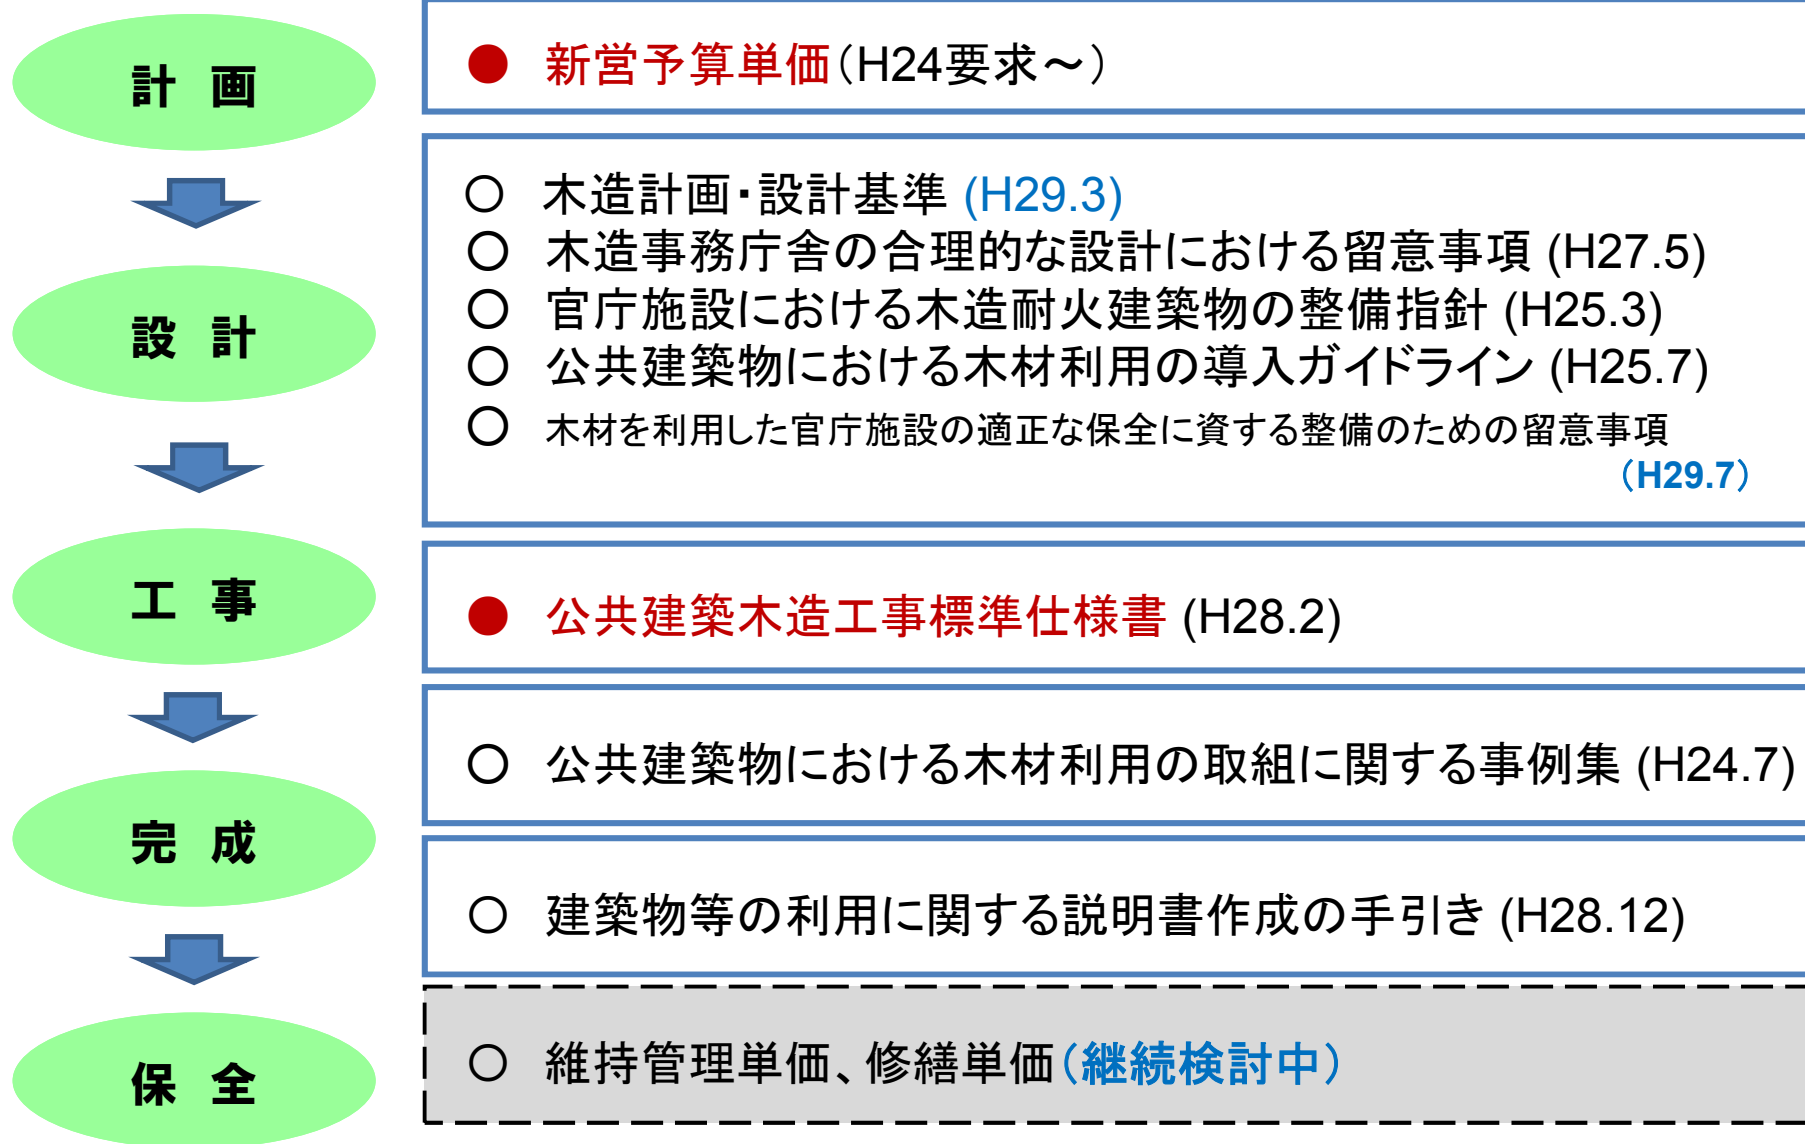 計 画
● 新営予算単価（H24要求～）
設 計
○ 木造計画・設計基準 (H29.3)
○ 木造事務庁舎の合理的な設計における留意事項 (H27.5)
○ 官庁施設における木造耐火建築物の整備指針 (H25.3)
○ 公共建築物における木材利用の導入ガイドライン (H25.7)
○ 木材を利用した官庁施設の適正な保全に資する整備のための留意事項
（H29.7）
工 事
● 公共建築木造工事標準仕様書 (H28.2)
○ 公共建築物における木材利用の取組に関する事例集 (H24.7)
完 成
○ 建築物等の利用に関する説明書作成の手引き (H28.12)
保 全
○ 維持管理単価、修繕単価（継続検討中）